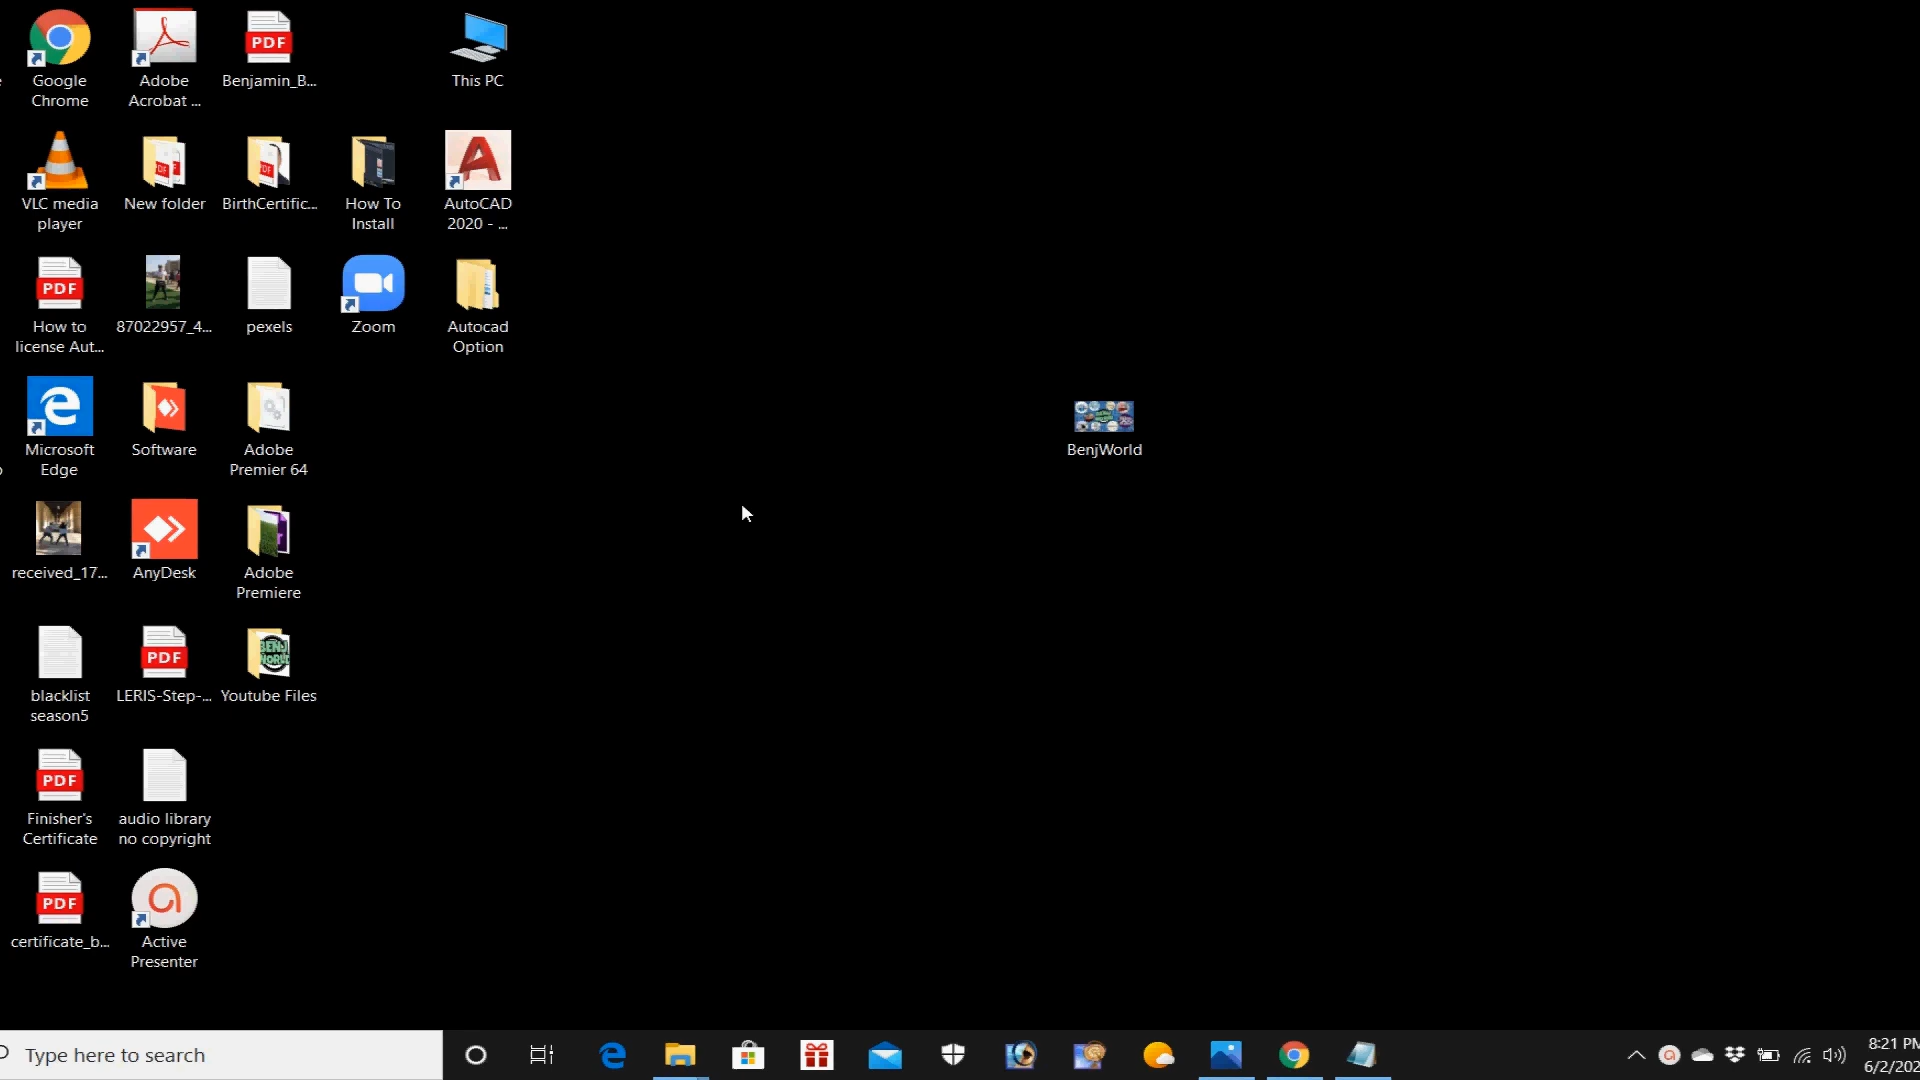 Google
Chrome
Adobe
Acrobat ...
PDF
Benjamin_B...
This PC
VLC media
player
New folder
BirthCertific...
How To
Install
AutoCAD
2020 - ...
PDF
How to
license Aut...
87022957_4...
pexels
Zoom
Autocad
Option
Microsoft
Edge
Software
Adobe
Premier 64
BenjWorld
received_17...
AnyDesk
Adobe
Premiere
blacklist
season5
PDF
LERIS-Step-...
BENJ
WORLD
Youtube Files
PDF
Finisher's
Certificate
audio library
no copyright
PDF
certificate_b...
Active
Presenter
Type here to search
8:21 PM
6/2/202